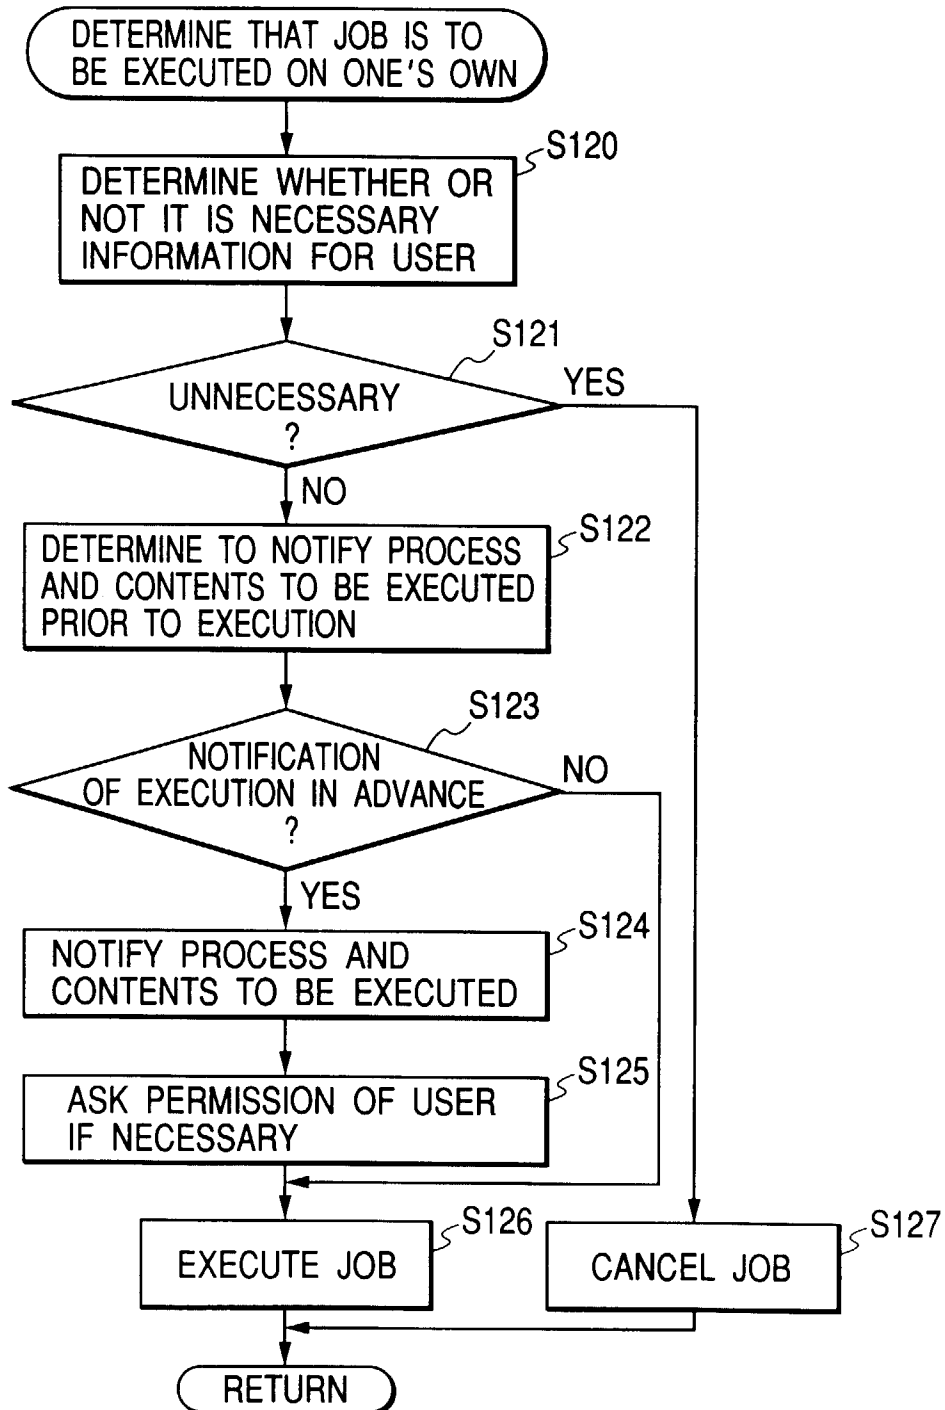 DETERMINE THAT JOB IS TO
BE EXECUTED ON ONE'S OWN
S120
DETERMINE WHETHER OR
NOT IT IS NECESSARY
INFORMATION FOR USER
S121
UNNECESSARY
?
YES
NO
S122
DETERMINE TO NOTIFY PROCESS
AND CONTENTS TO BE EXECUTED
PRIOR TO EXECUTION
S123
NOTIFICATION
OF EXECUTION IN ADVANCE
?
NO
YES
S124
NOTIFY PROCESS AND
CONTENTS TO BE EXECUTED
S125
ASK PERMISSION OF USER
IF NECESSARY
S126
EXECUTE JOB
S127
CANCEL JOB
RETURN